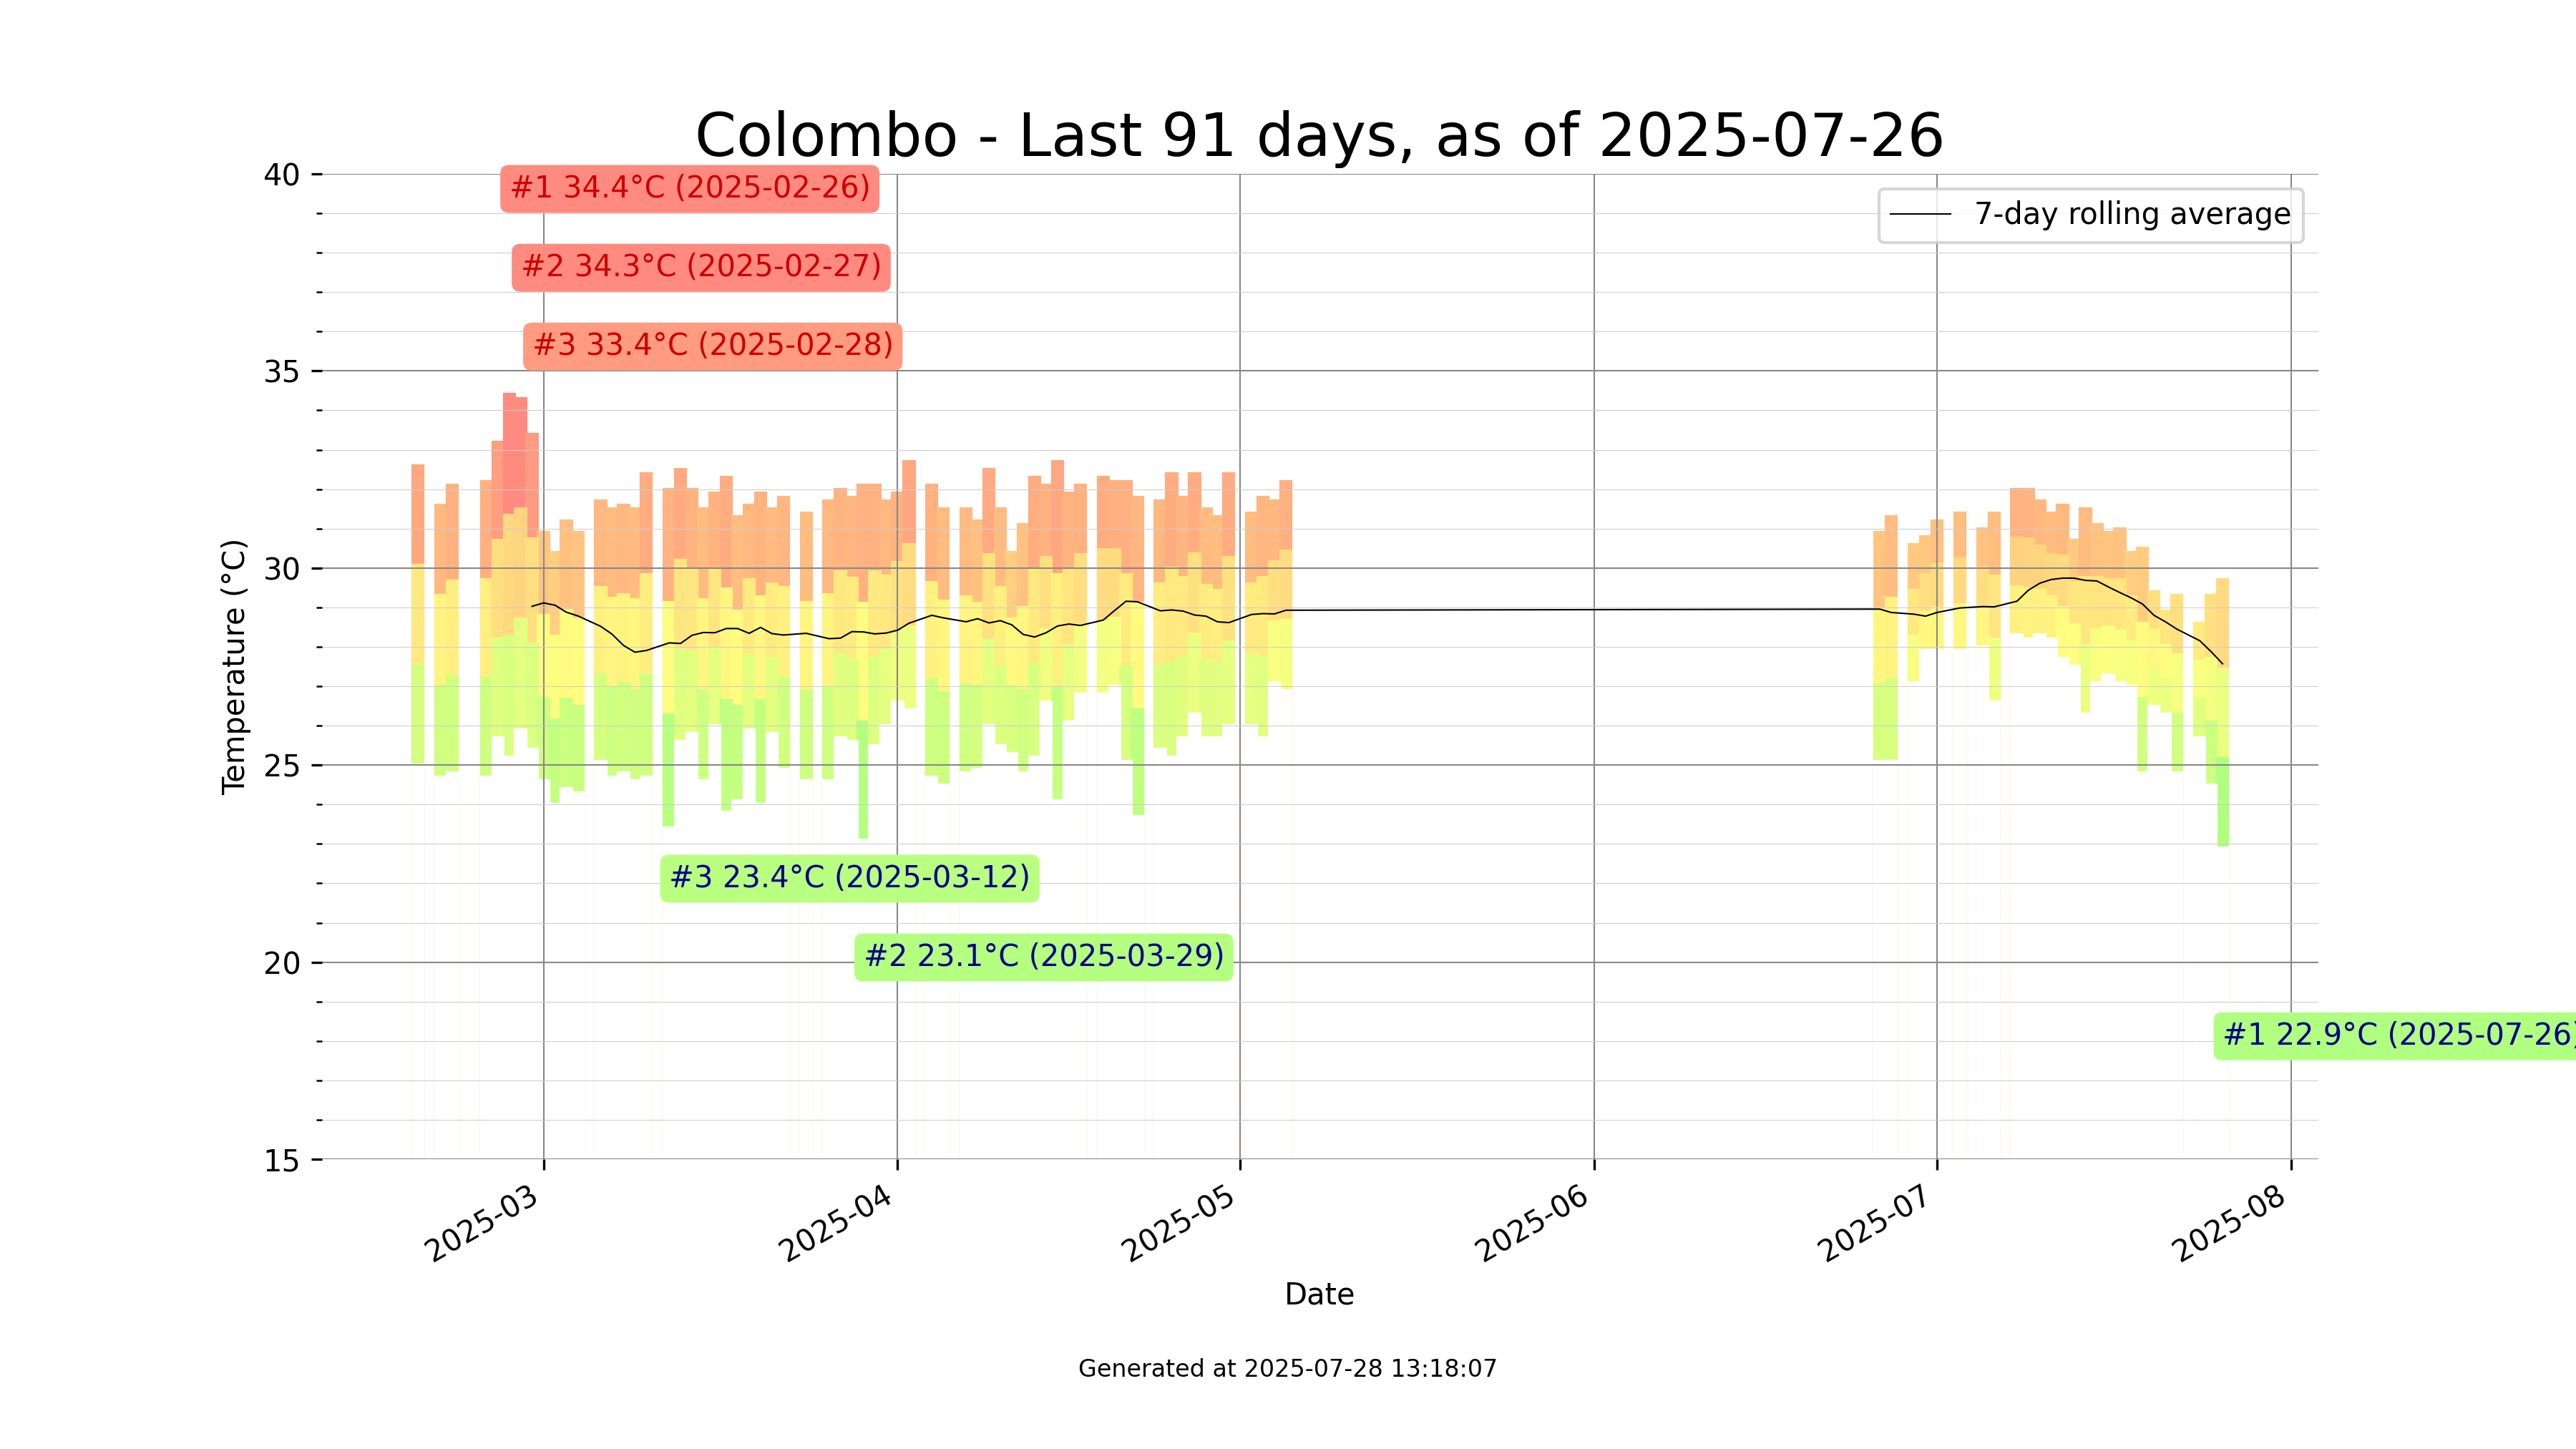 Colombo - Last 91 days, as of 2025-07-26
40
#1 34.4°C (2025-02-26)
7-day rolling average
#2 34.3°C (2025-02-27)
#3 33.4°C (2025-02-28)
35
30
Temperature (°C)
25
#3 23.4°C (2025-03-12)
#2 23.1°C (2025-03-29)
20
#1 22.9°C (2025-07-26)
15
2025-03
2025-04
2025-05
2025-06
2025-07
2025-08
Date
Generated at 2025-07-28 13:18:07